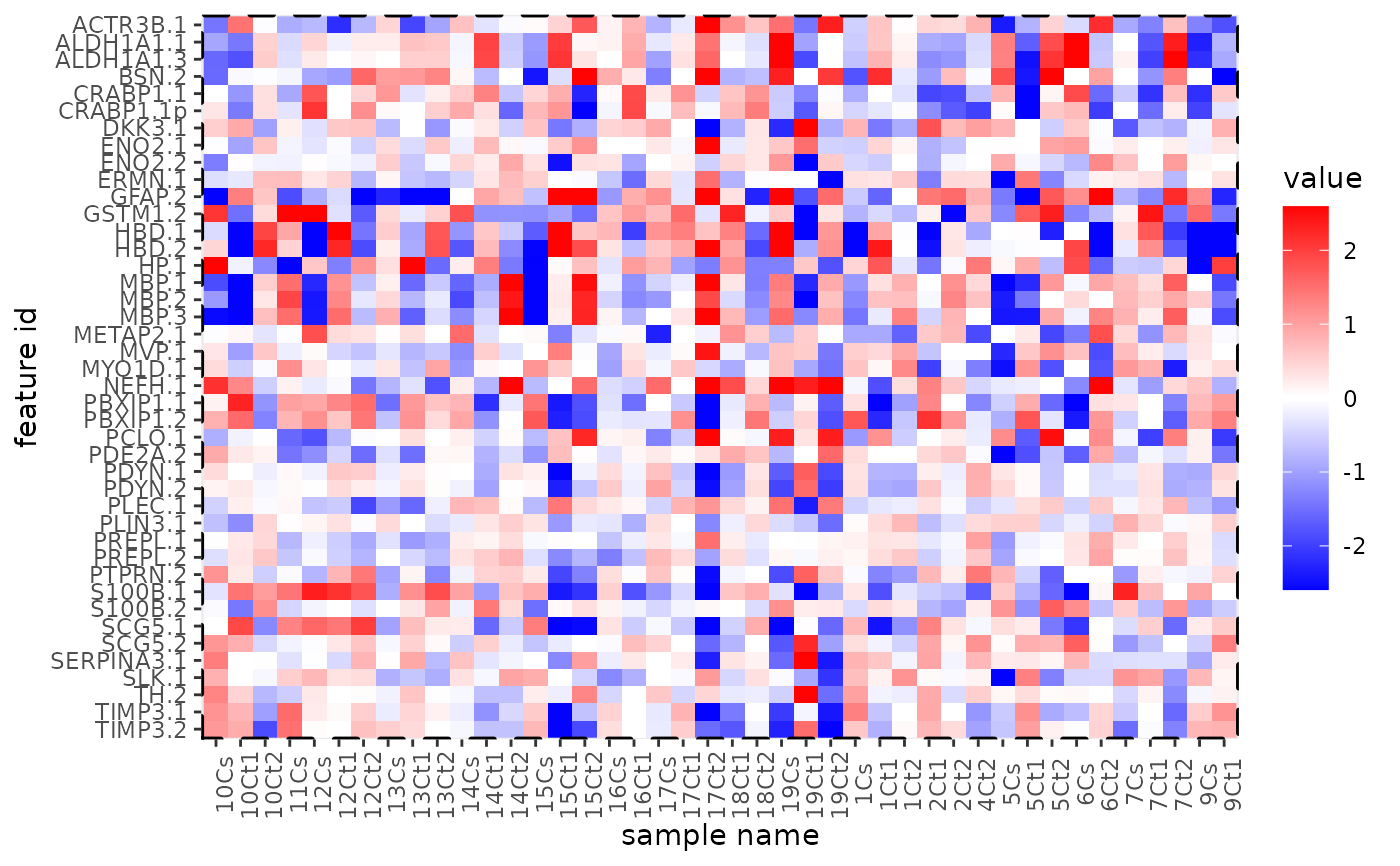 ACTR3B.1
ALDH1A1.1
ALDH1A1.3
BSN.2
CRABP1.1
CRABP1.1b
DKK3.1
ENO2.1
ENO2.2
ERMN.1
GFAP.2
GSTM1.2
HBD.1
HBD.2
HP.1
MBP.1
MBP.2
MBP.3
METAP2.1
MVP.1
MYO1D.1
NEFH.1
PBXIP1.1
PBXIP1.2
PCLO.1
PDE2A.2
PDYN.1
PDYN.2
PLEC.1
PLIN3.1
PREPL.1
PREPL.2
PTPRN.2
S100B.1
S100B.2
SCG5.1
SCG5.2
SERPINA3.1
SLK.1
TH.2
TIMP3.1
TIMP3.2
feature id
10Cs
10Ct1
10Ct2
11Cs
12Cs
12Ct1
12Ct2
13Cs
13Ct1
13Ct2
14Cs
14Ct1
14Ct2
15Cs
15Ct1
15Ct2
16Cs
16Ct1
17Cs
17Ct1
17Ct2
18Ct1
18Ct2
19Cs
19Ct1
19Ct2
1Cs
1Ct1
1Ct2
2Ct1
2Ct2
4Ct2
5Cs
5Ct1
5Ct2
6Cs
6Ct2
7Cs
7Ct1
7Ct2
9Cs
9Ct1
sample name
value
2
1
0
-1
-2